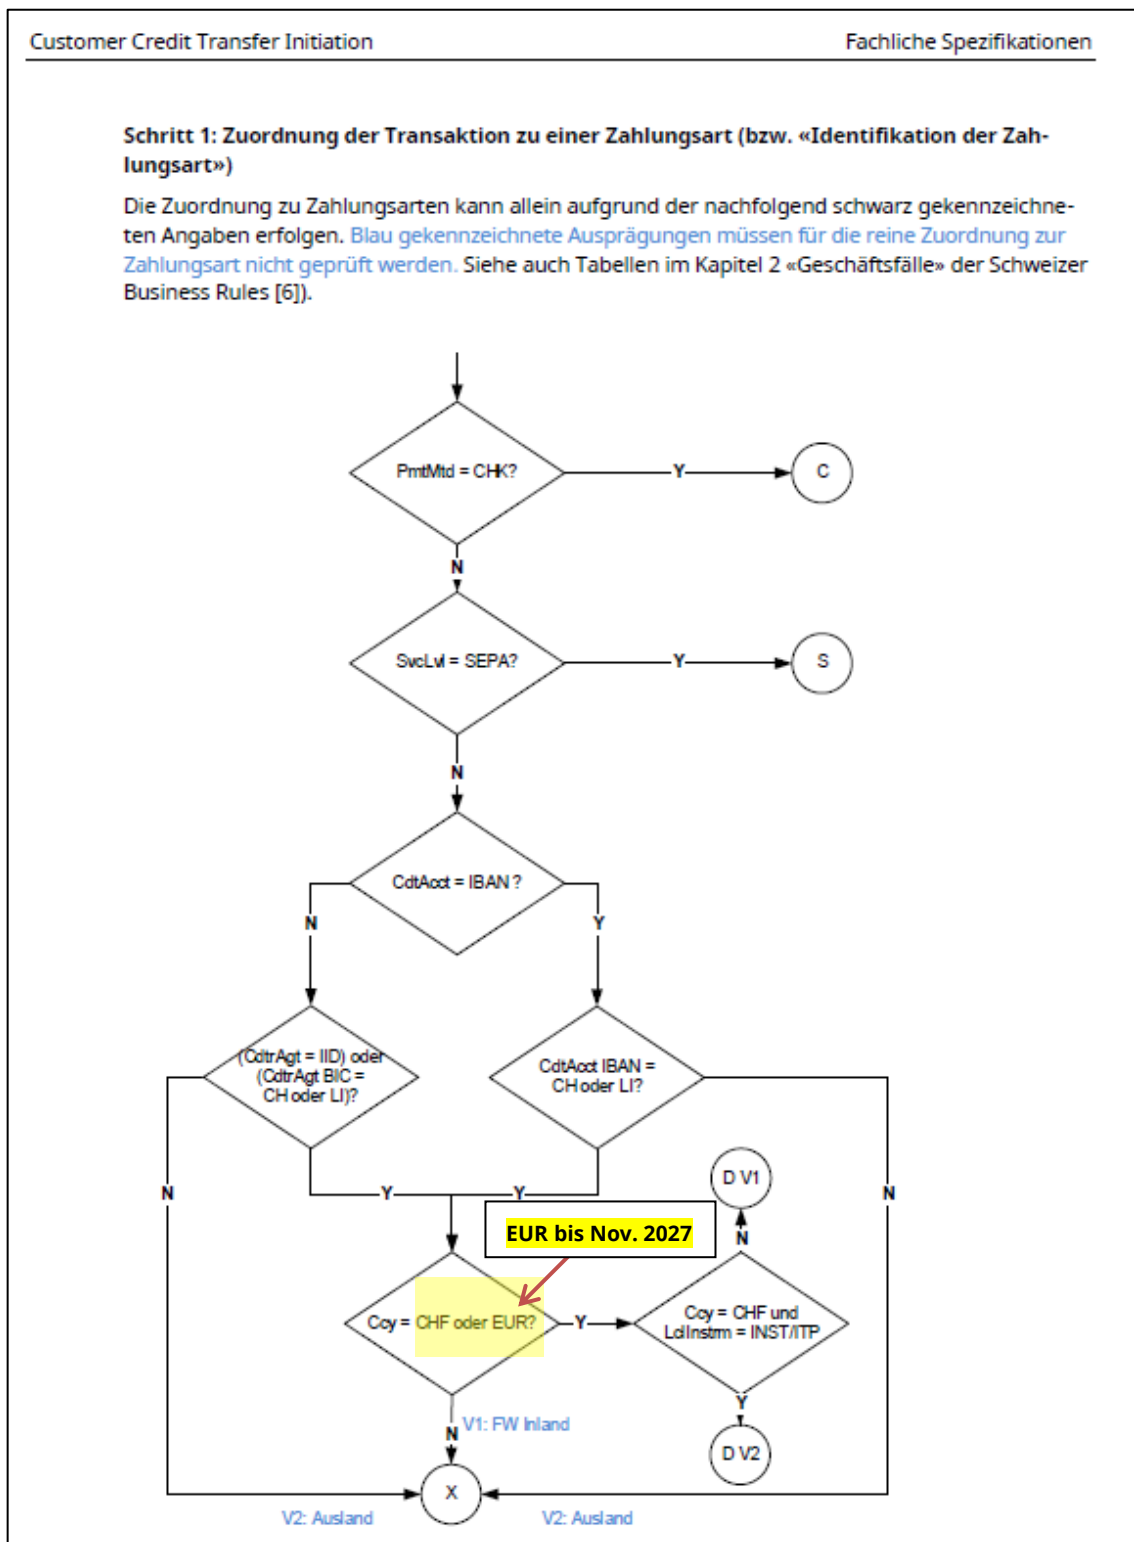 Customer Credit Transfer Initiation Fachliche Spezifikationen
Schritt 1: Zuordnung der Transaktion zu einer Zahlungsart (bzw. «Identifikation der Zah-
lungsart»)
Die Zuordnung zu Zahlungsarten kann allein aufgrund der nachfolgend schwarz gekennzeichne-
ten Angaben erfolgen. Blau gekennzeichnete Ausprägungen müssen für die reine Zuordnung zur
Zahlungsart nicht geprüft werden. Siehe auch Tabellen im Kapitel 2 «Geschäftsfälle» der Schweizer
Business Rules [6]).
PmtMtd = CHK?
Y
C
N
SvcLvl = SEPA?
Y
S
N
CdtAcct = IBAN ?
N
Y
(CdtrAgt = IID) oder
(CdtrAgt BIC =
CH oder LI)?
CdtAcct IBAN =
CH oder LI?
N
Y
Y
D V1
N
EUR bis Nov. 2027
N
Ccy = CHF oder EUR?
Y
Ccy = CHF und
LclInstrm = INST/ITP
Y
N
V1: FW Inland
D V2
X
V2: Ausland
V2: Ausland